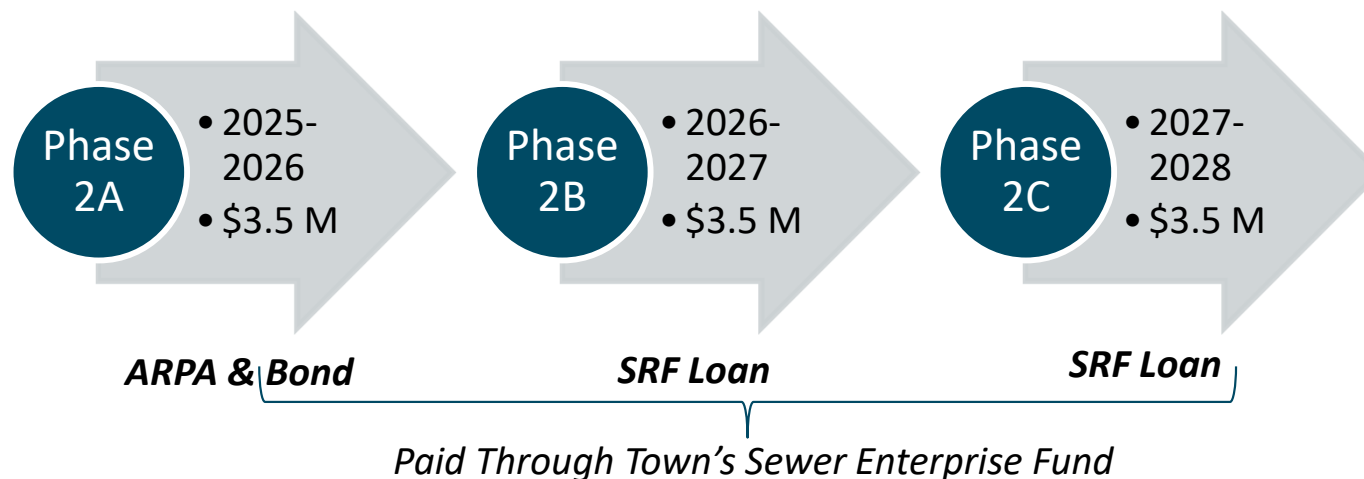 Phase
2A
• 2025-
2026
• $3.5 M
Phase
2B
• 2026-
2027
• $3.5 M
Phase
2C
• 2027-
2028
• $3.5 M
ARPA & Bond
SRF Loan
SRF Loan
Paid Through Town’s Sewer Enterprise Fund